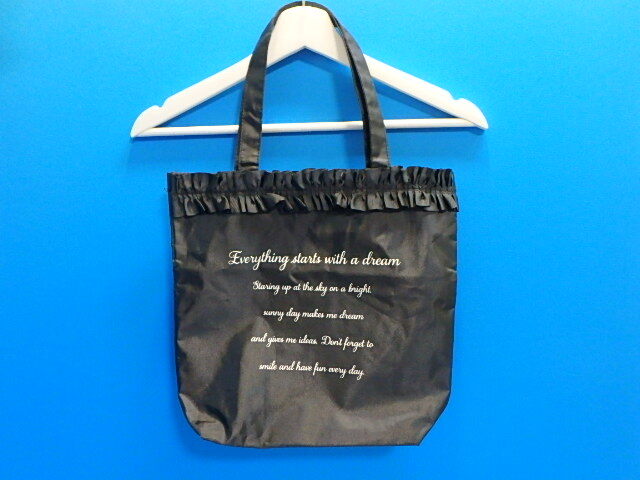 Everything starts with a dream
Staring up at the sky on a bright,
sunny day makes me dream
and gives me ideas. Don't forget to
smile and have fun every day.